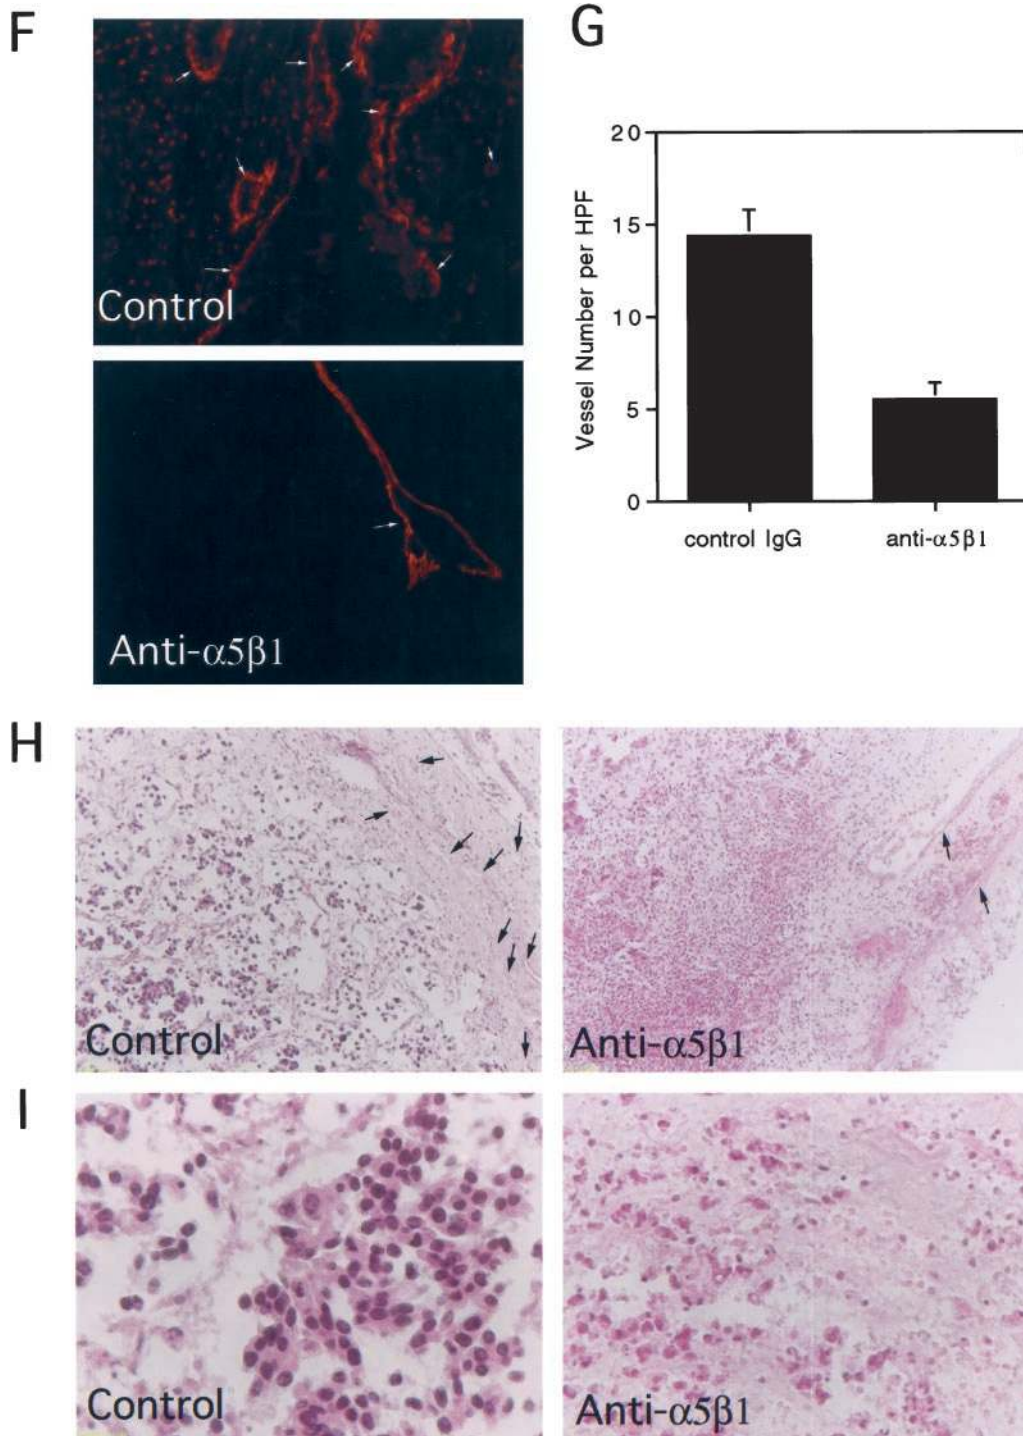 F
Control
Anti-α5β1
G
20
15
10
5
0
Vessel Number per HPF
control IgG
anti-α5β1
H
Control
Anti-α5β1
I
Control
Anti-α5β1